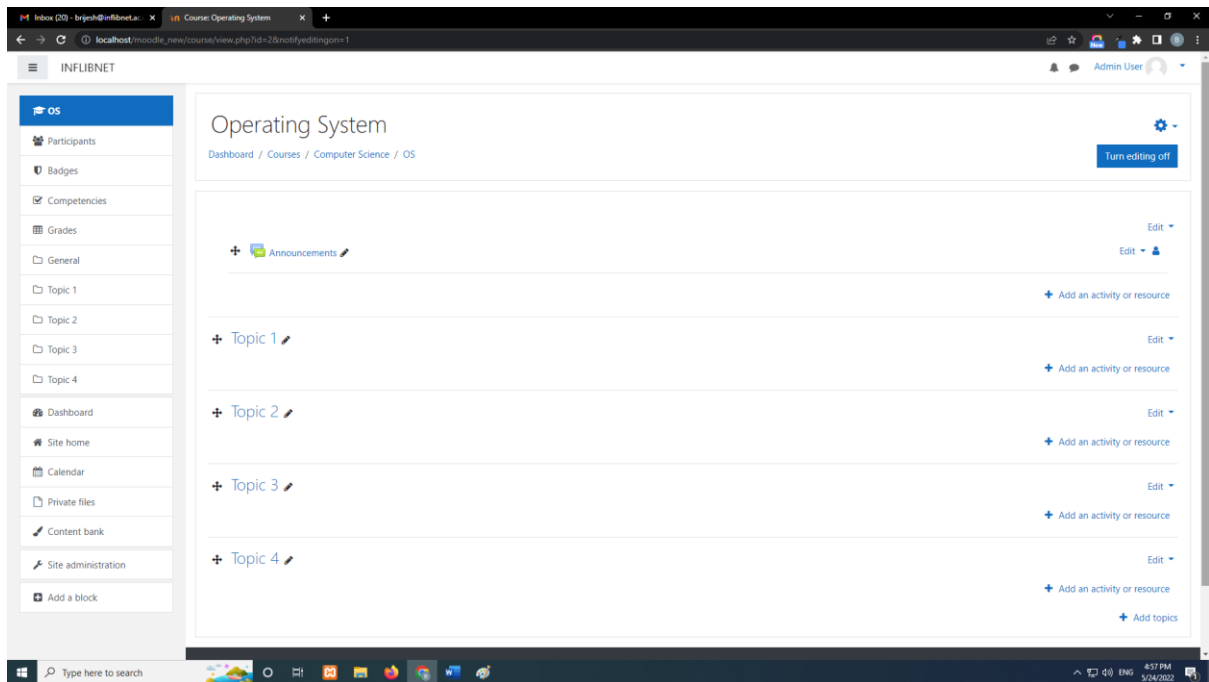 Inbox (20) - brijesh@inflibnet.ac.
Course: Operating System
localhost/moodle_new/course/view.php?id=2&notifyeditingon=1
New
B
INFLIBNET
Admin User
OS
Participants
Badges
Competencies
Grades
General
Topic 1
Topic 2
Topic 3
Topic 4
Dashboard
Site home
Calendar
Private files
Content bank
Site administration
Add a block
Operating System
Dashboard / Courses / Computer Science / OS
Turn editing off
Edit
Announcements
Edit
Add an activity or resource
Topic 1
Edit
Add an activity or resource
Topic 2
Edit
Add an activity or resource
Topic 3
Edit
Add an activity or resource
Topic 4
Edit
Add an activity or resource
Add topics
Type here to search
ENG
4:57 PM
5/24/2022